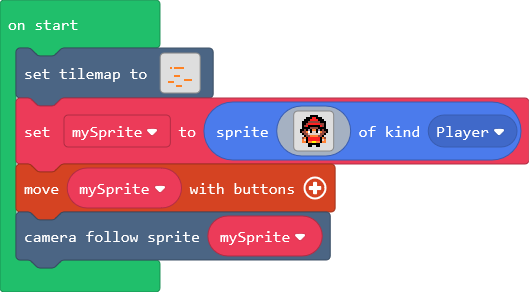 on start
set tilemap to
set mySprite to sprite of kind Player
move mySprite with buttons
camera follow sprite mySprite